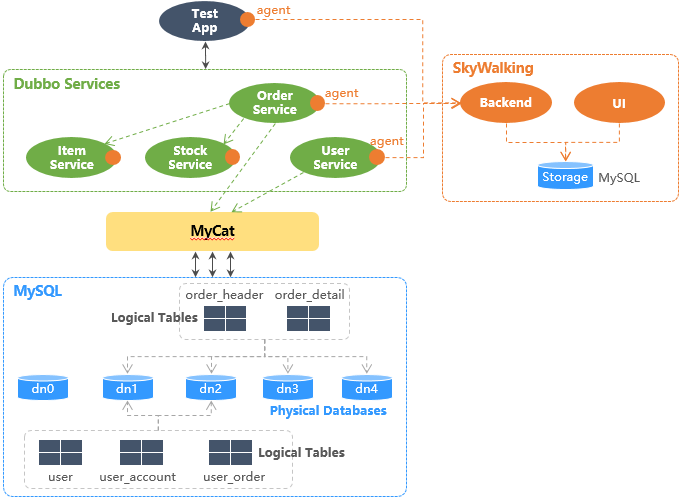 Test
App
agent
Dubbo Services
SkyWalking
Order
Service
agent
Backend
UI
agent
Item
Service
Stock
Service
User
Service
Storage
MySQL
MyCat
MySQL
order_header
order_detail
Logical Tables
dn0
dn1
dn2
dn3
dn4
Physical Databases
Logical Tables
user
user_account
user_order